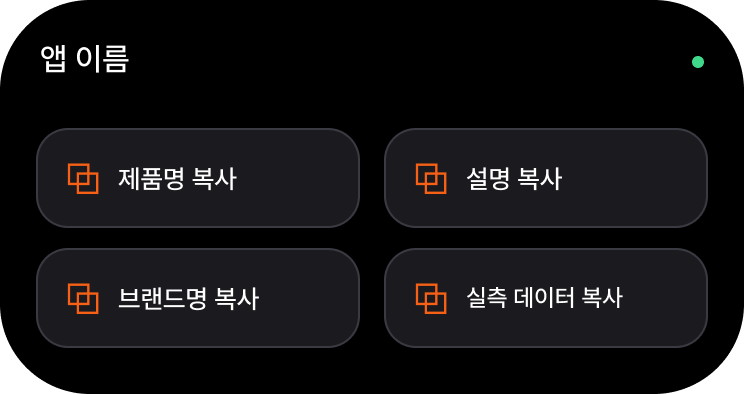 앱 이름
제품명 복사
설명 복사
브랜드명 복사
실측 데이터 복사